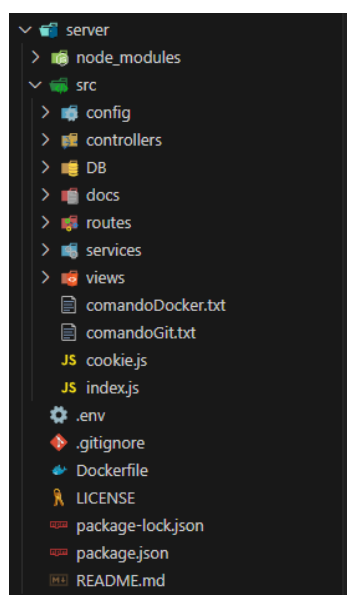 server
node_modules
src
config
controllers
DB
docs
routes
services
views
comandoDocker.txt
comandoGit.txt
JS cookie.js
JS index.js
.env
.gitignore
Dockerfile
LICENSE
package-lock.json
package.json
README.md